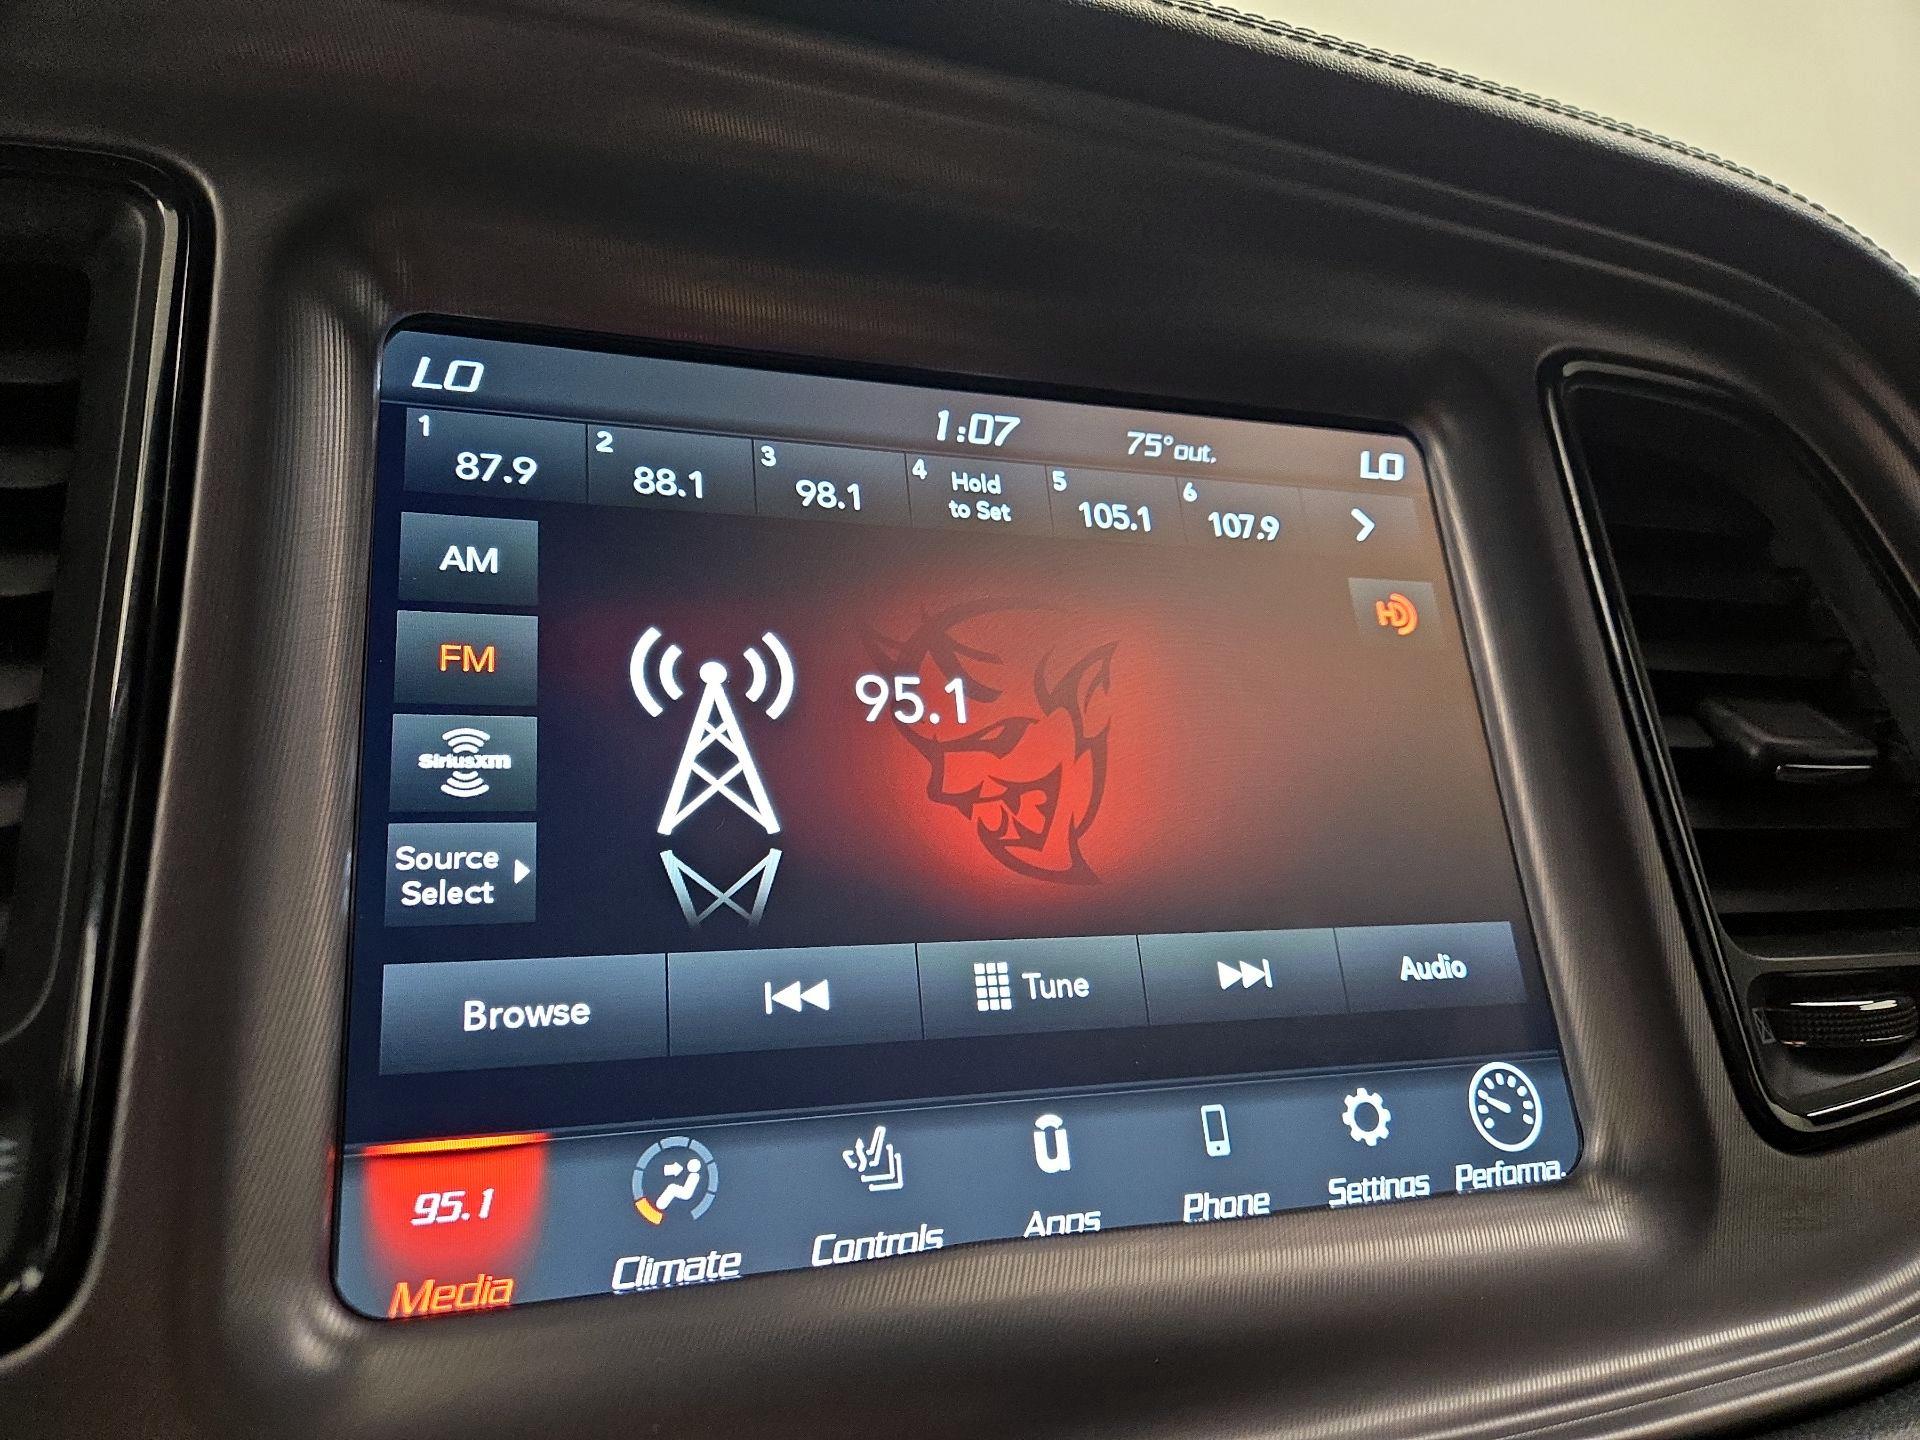 LO
1:07
75° out.
LO
1
87.9
2
88.1
3
98.1
4
Hold
to Set
5
105.1
6
107.9
AM
HD
FM
95.1
SiriusXM
Source
Select
Browse
Tune
Audio
95.1
Media
Climate
Controls
Apps
Phone
Settings
Performa.